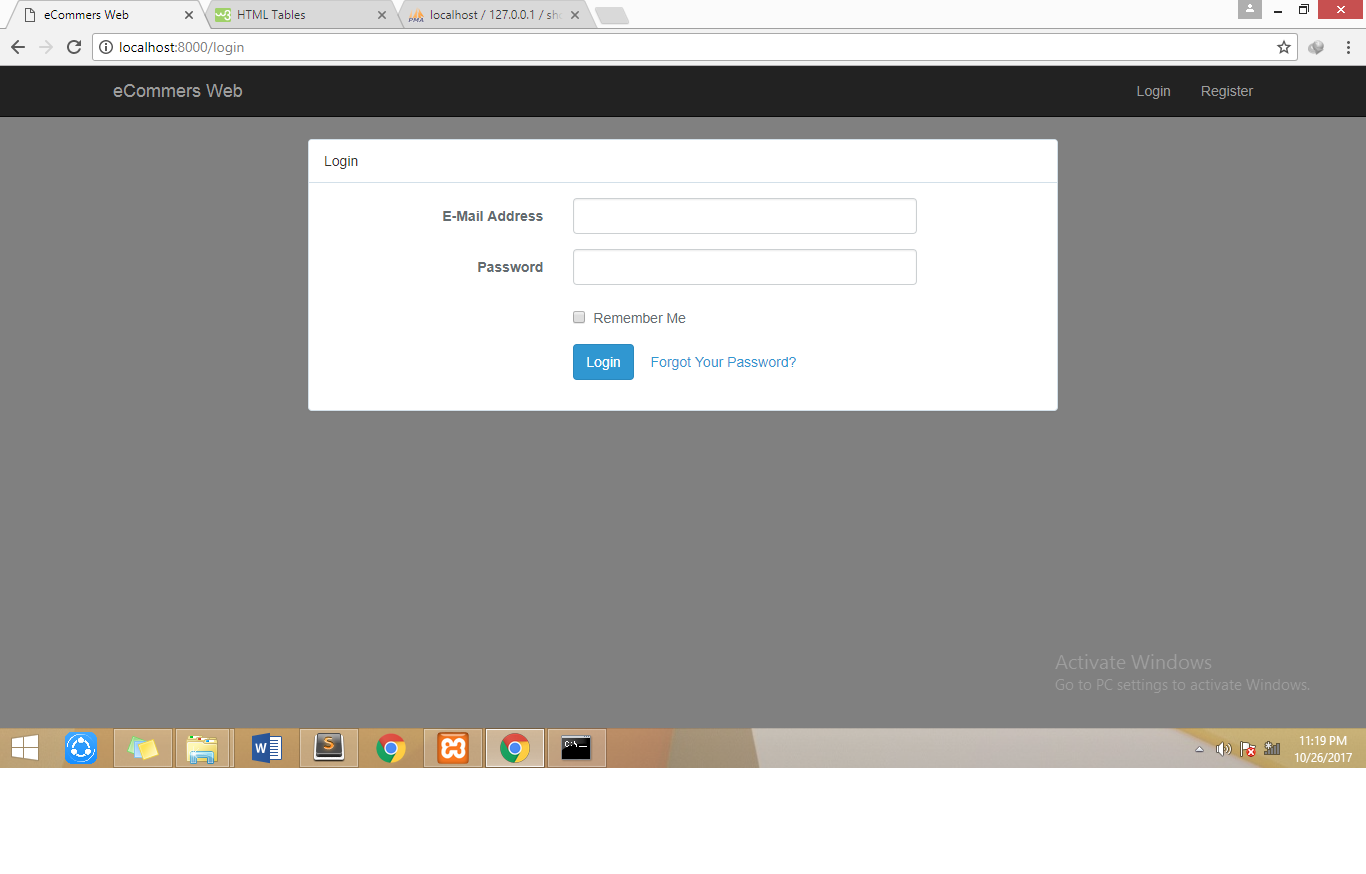 eCommers Web
HTML Tables
localhost / 127.0.0.1 / sho
localhost:8000/login
eCommers Web
Login
Register
Login
E-Mail Address
Password
Remember Me
Login
Forgot Your Password?
Activate Windows
Go to PC settings to activate Windows.
11:19 PM
10/26/2017